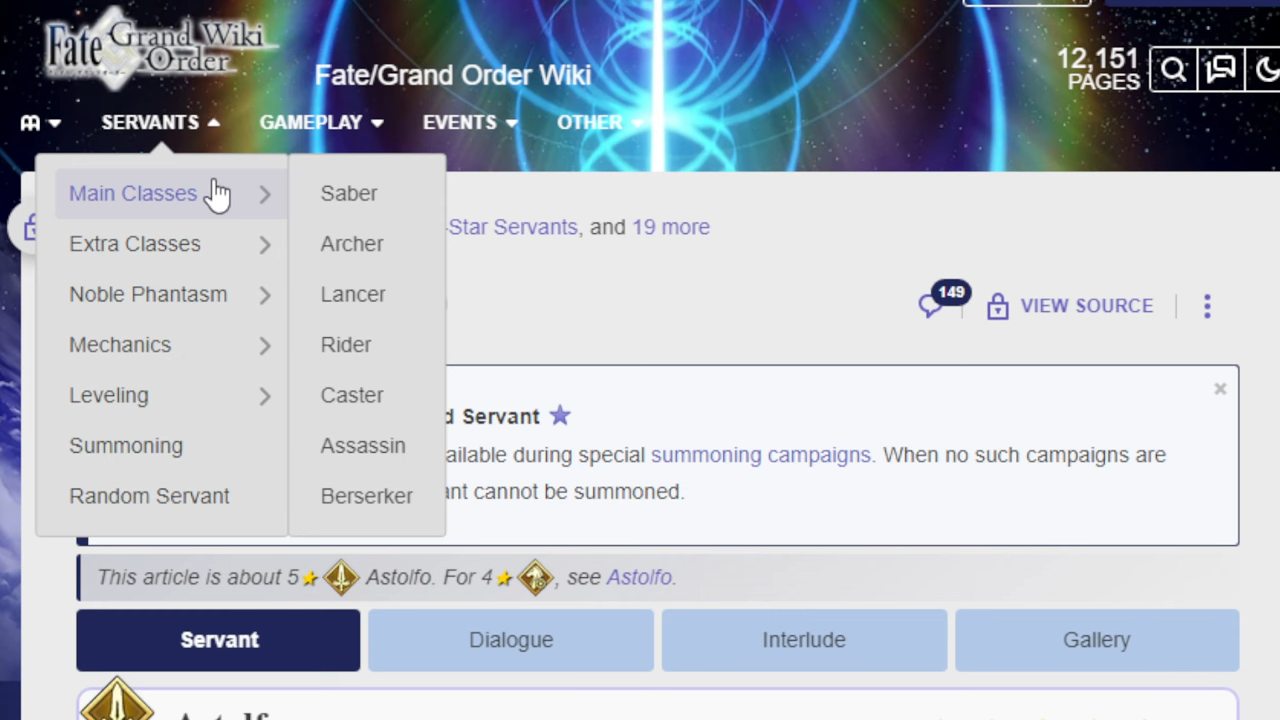 Fate Grand Order Wiki
Fate/Grand Order Wiki
12,151
PAGES
SERVANTS
GAMEPLAY
EVENTS
OTHER
Main Classes
Extra Classes
Noble Phantasm
Mechanics
Leveling
Summoning
Random Servant
Saber
Archer
Lancer
Rider
Caster
Assassin
Berserker
-Star Servants, and 19 more
149
VIEW SOURCE
d Servant
ailable during special summoning campaigns. When no such campaigns are
nt cannot be summoned.
This article is about 5 Astolfo. For 4 , see Astolfo.
Servant
Dialogue
Interlude
Gallery